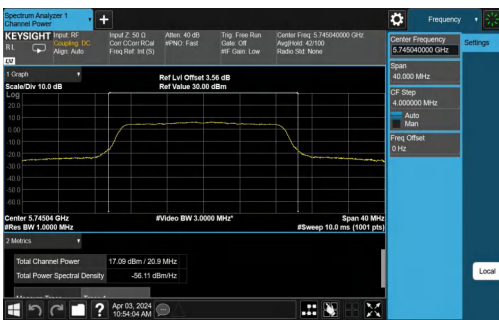 Spectrum Analyzer 1
Channel Power
+
Frequency
KEYSIGHT
Input: RF
Coupling: DC
Align: Auto
Input Z: 50 Ω
Corr CCorr RCal
Freq Ref: Int (S)
Atten: 40 dB
#PNO: Fast
Trig: Free Run
Gate: Off
#IF Gain: Low
Center Freq: 5.745040000 GHz
Avg|Hold: 42/100
Radio Std: None
R L
Center Frequency
5.745040000 GHz
Settings
Span
40.000 MHz
CF Step
4.000000 MHz
Auto
Man
Freq Offset
0 Hz
Local
1 Graph
Scale/Div 10.0 dB
Ref Lvl Offset 3.56 dB
Ref Value 30.00 dBm
Log
20.0
10.0
0.00
-10.0
-20.0
-30.0
-40.0
-50.0
-60.0
Center 5.74504 GHz
#Res BW 1.0000 MHz
#Video BW 3.0000 MHz*
Span 40 MHz
#Sweep 10.0 ms (1001 pts)
2 Metrics
Total Channel Power 17.09 dBm / 20.9 MHz
Total Power Spectral Density -56.11 dBm/Hz
Apr 03, 2024
10:54:04 AM